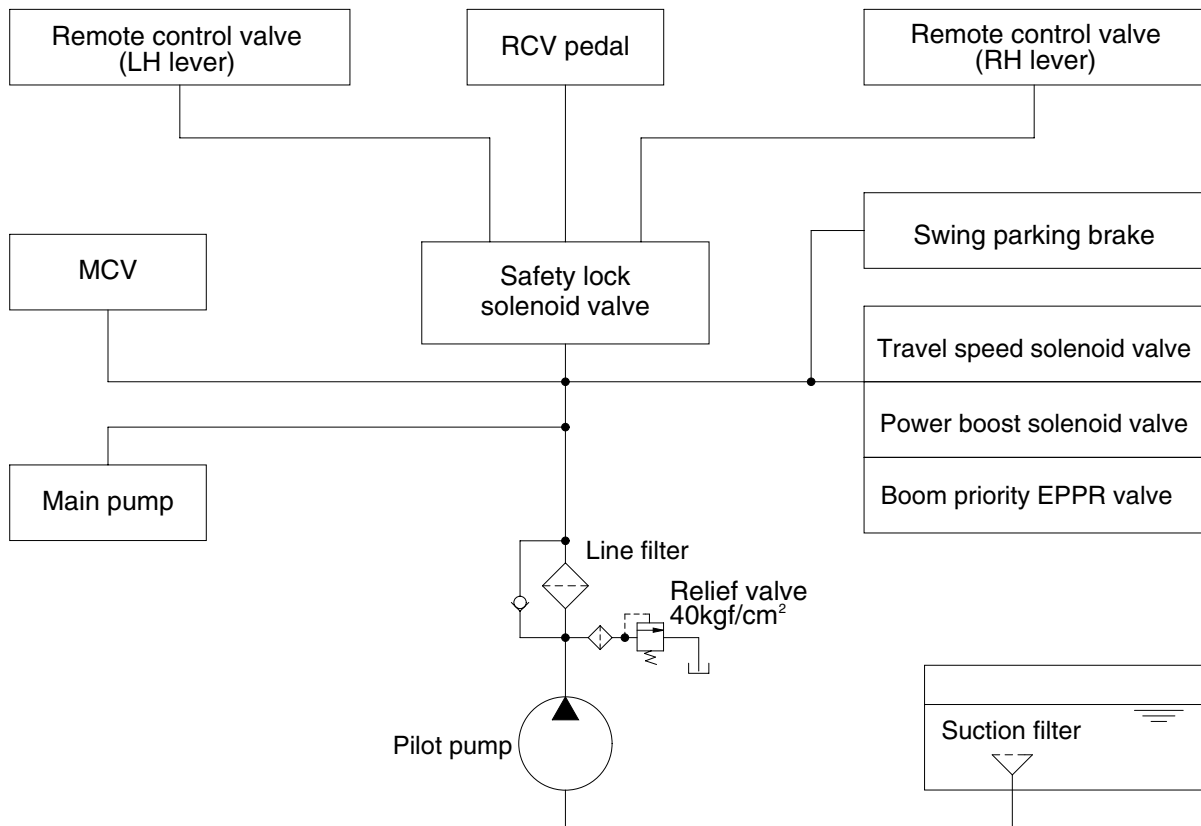 Remote control valve
(LH lever)
RCV pedal
Remote control valve
(RH lever)
Swing parking brake
MCV
Safety lock
solenoid valve
Travel speed solenoid valve
Power boost solenoid valve
Main pump
Boom priority EPPR valve
Line filter
Relief valve
40kgf/cm²
Pilot pump
Suction filter